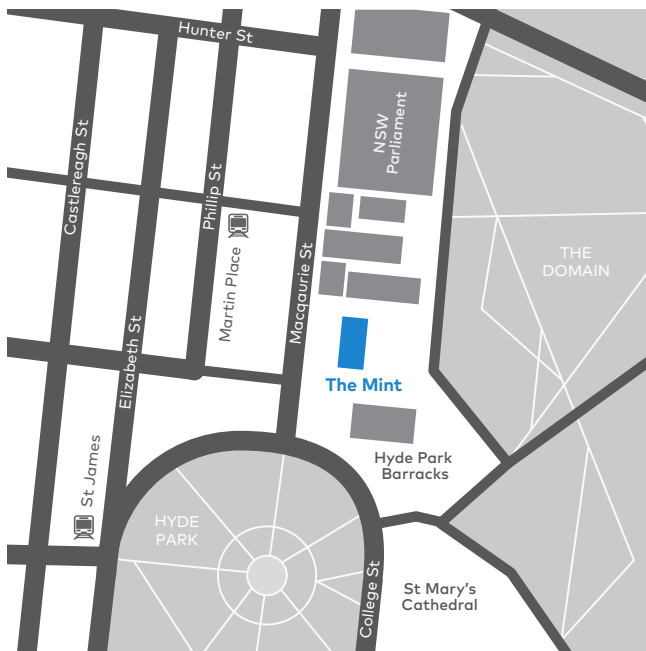 Hunter St
Castlereagh St
Phillip St
NSW
Parliament
Martin Place
Macqaurie St
THE
DOMAIN
Elizabeth St
The Mint
Hyde Park
Barracks
St James
HYDE
PARK
College St
St Mary’s
Cathedral